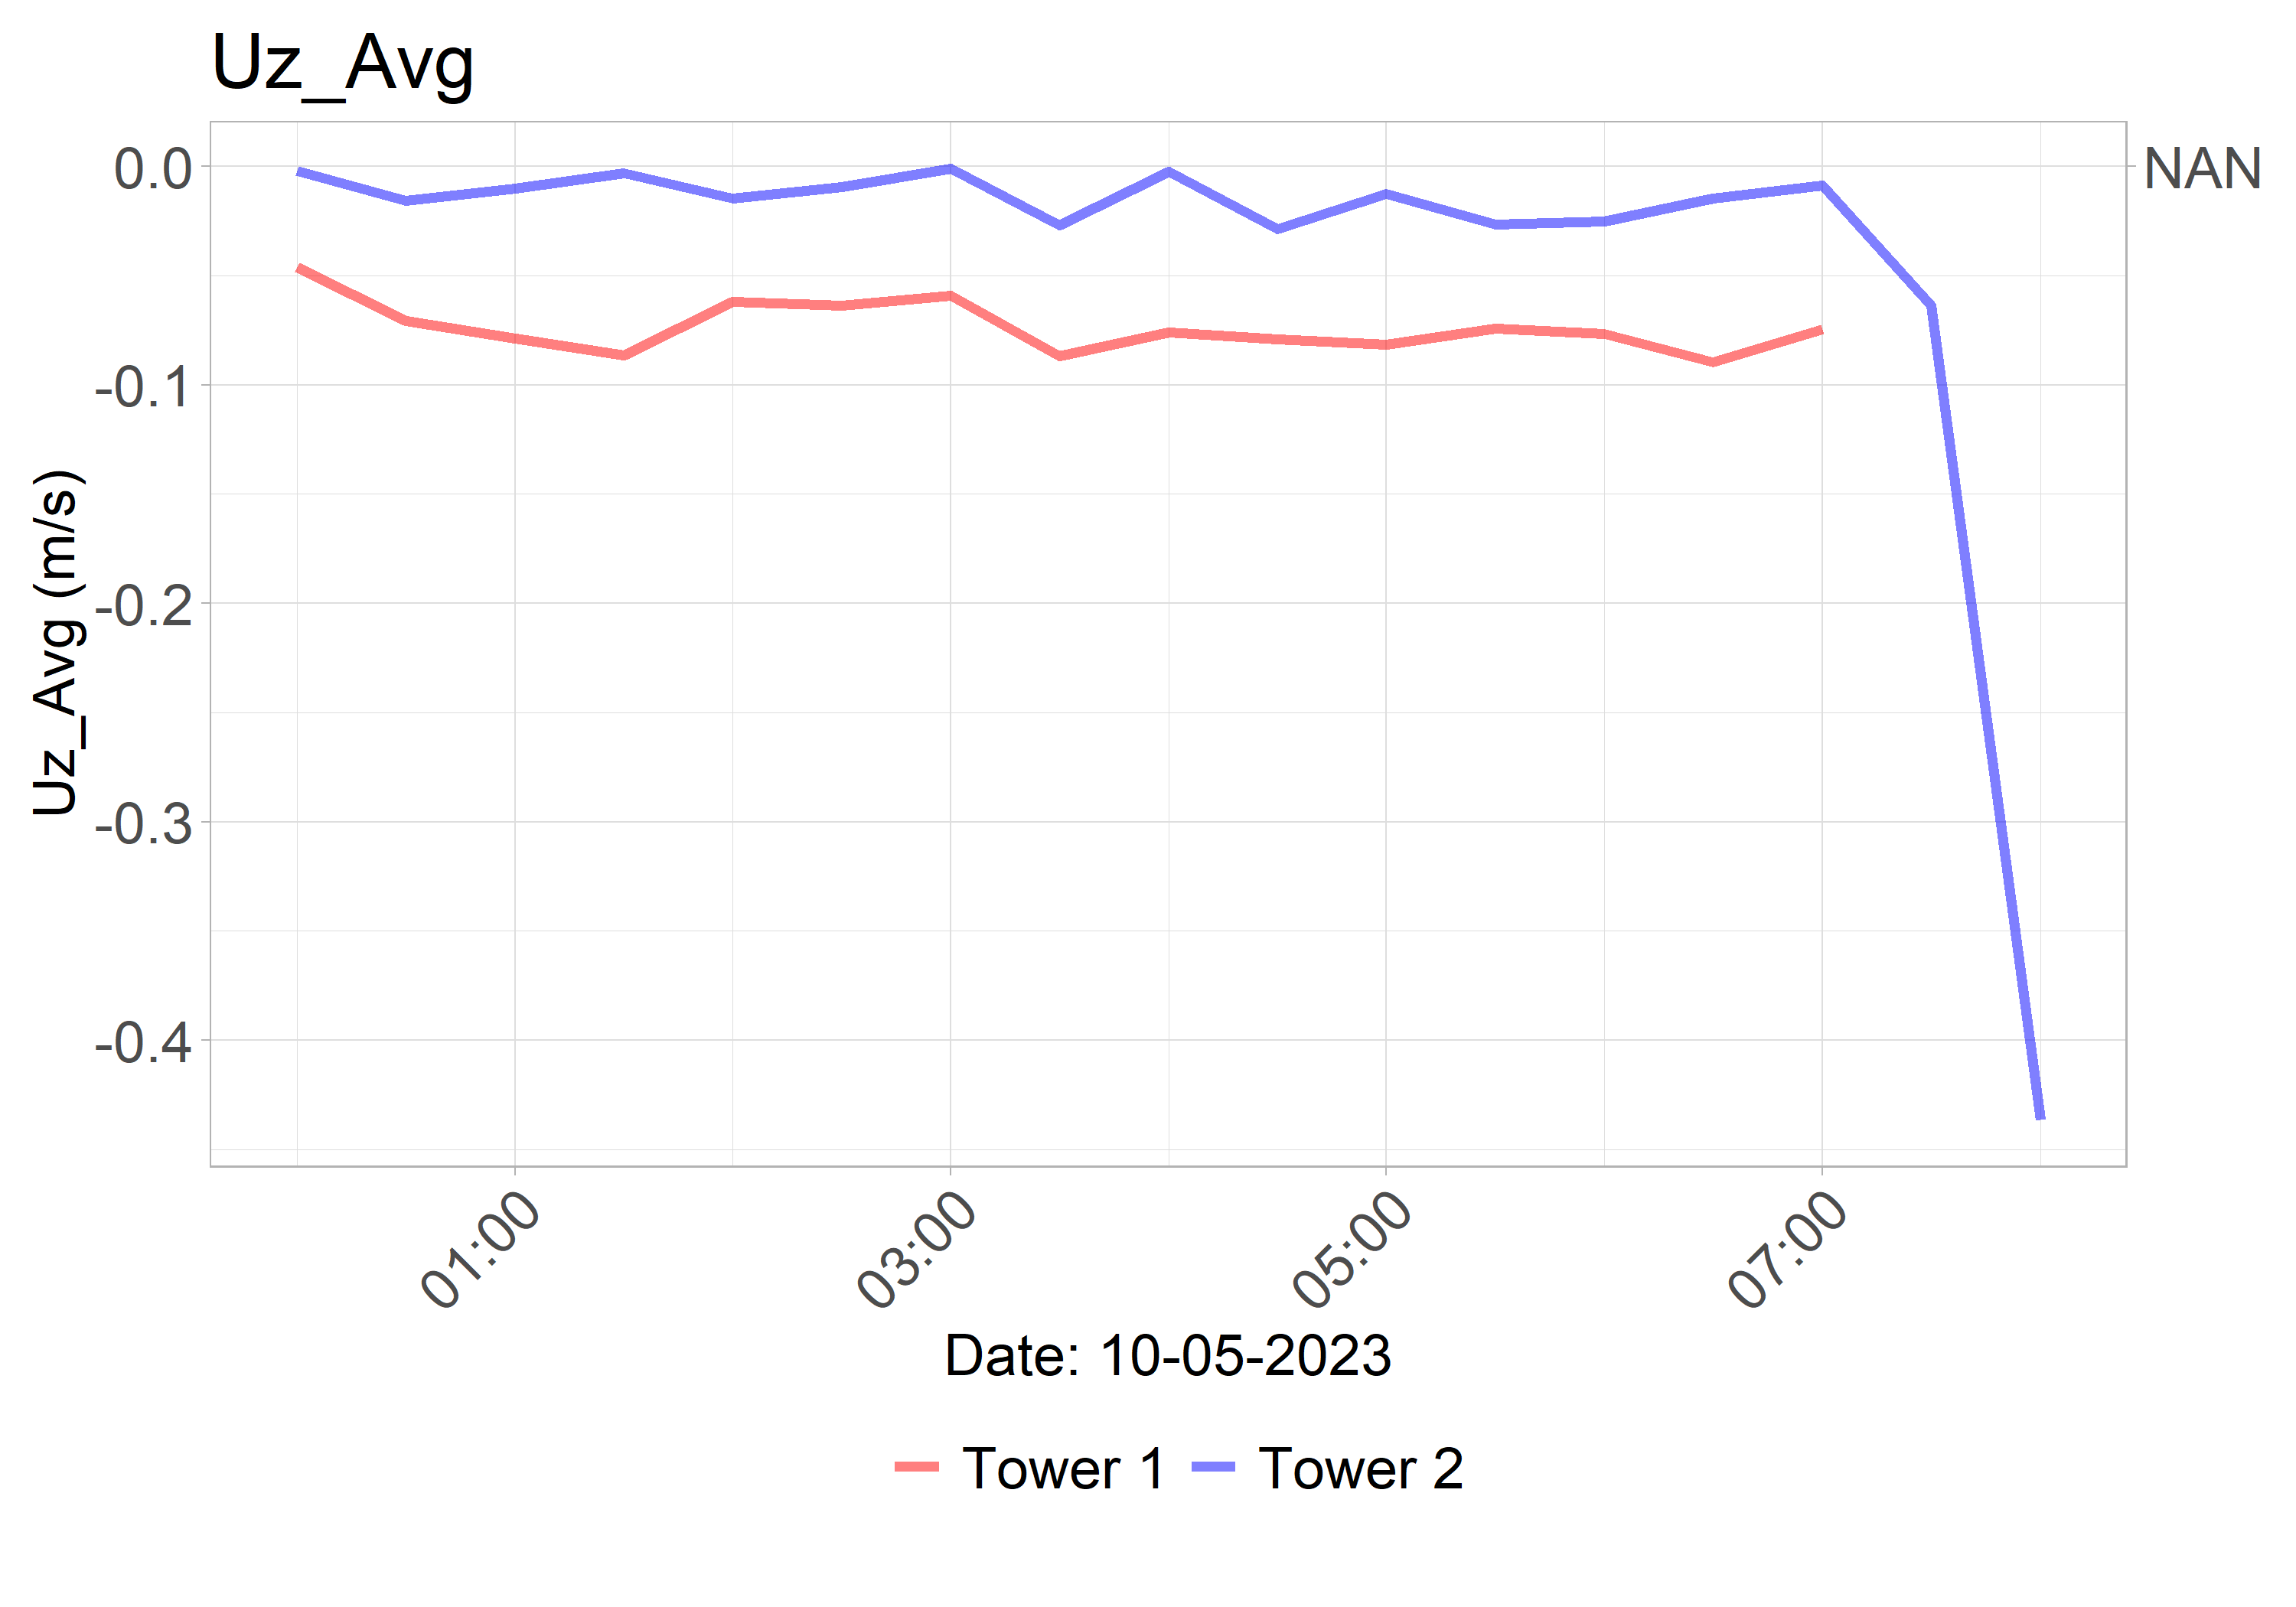 Uz_Avg
0.0
-0.1
-0.2
-0.3
-0.4
NAN
Uz_Avg (m/s)
01:00
03:00
05:00
07:00
Date: 10-05-2023
Tower 1
Tower 2